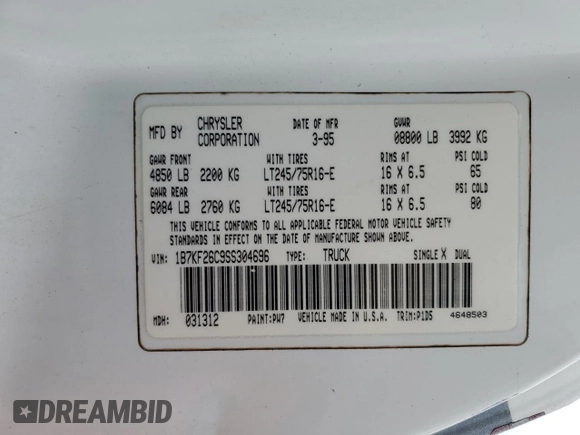 MFD BY CHRYSLER CORPORATION DATE OF MFR 3-95 GVWR 08800 LB 3992 KG
GAWR FRONT WITH TIRES RIMS AT PSI COLD
4850 LB 2200 KG LT245/75R16-E 16 X 6.5 65
GAWR REAR WITH TIRES RIMS AT PSI COLD
6084 LB 2760 KG LT245/75R16-E 16 X 6.5 80
THIS VEHICLE CONFORMS TO ALL APPLICABLE FEDERAL MOTOR VEHICLE SAFETY
STANDARDS IN EFFECT ON THE DATE OF MANUFACTURE SHOWN ABOVE.
VIN: 1B7KF26C9SS304696 TYPE: TRUCK SINGLE X DUAL
MDH: 031312 PAINT:PW7 VEHICLE MADE IN U.S.A. TRIM:P1D5 4648503
DREAMBID